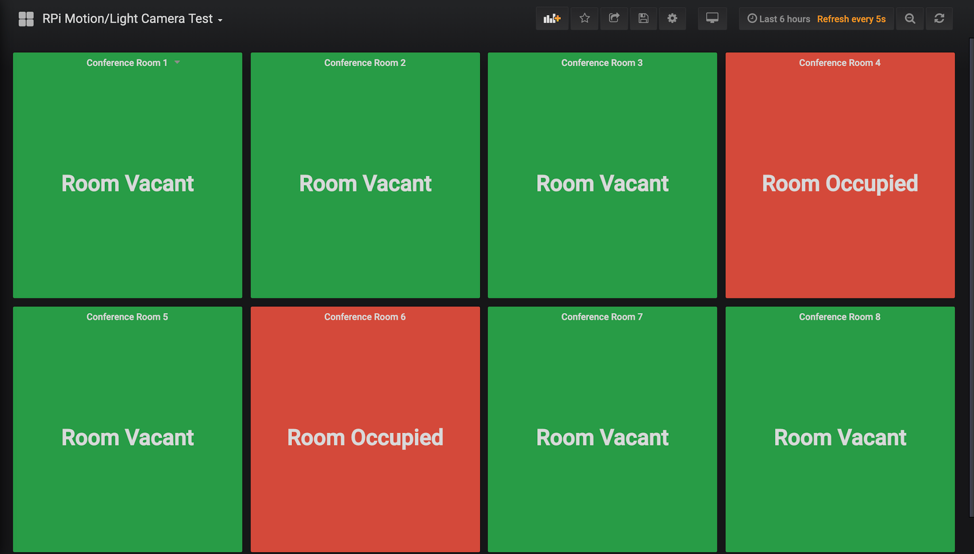 RPi Motion/Light Camera Test
Last 6 hours Refresh every 5s
Conference Room 1
Room Vacant
Conference Room 2
Room Vacant
Conference Room 3
Room Vacant
Conference Room 4
Room Occupied
Conference Room 5
Room Vacant
Conference Room 6
Room Occupied
Conference Room 7
Room Vacant
Conference Room 8
Room Vacant